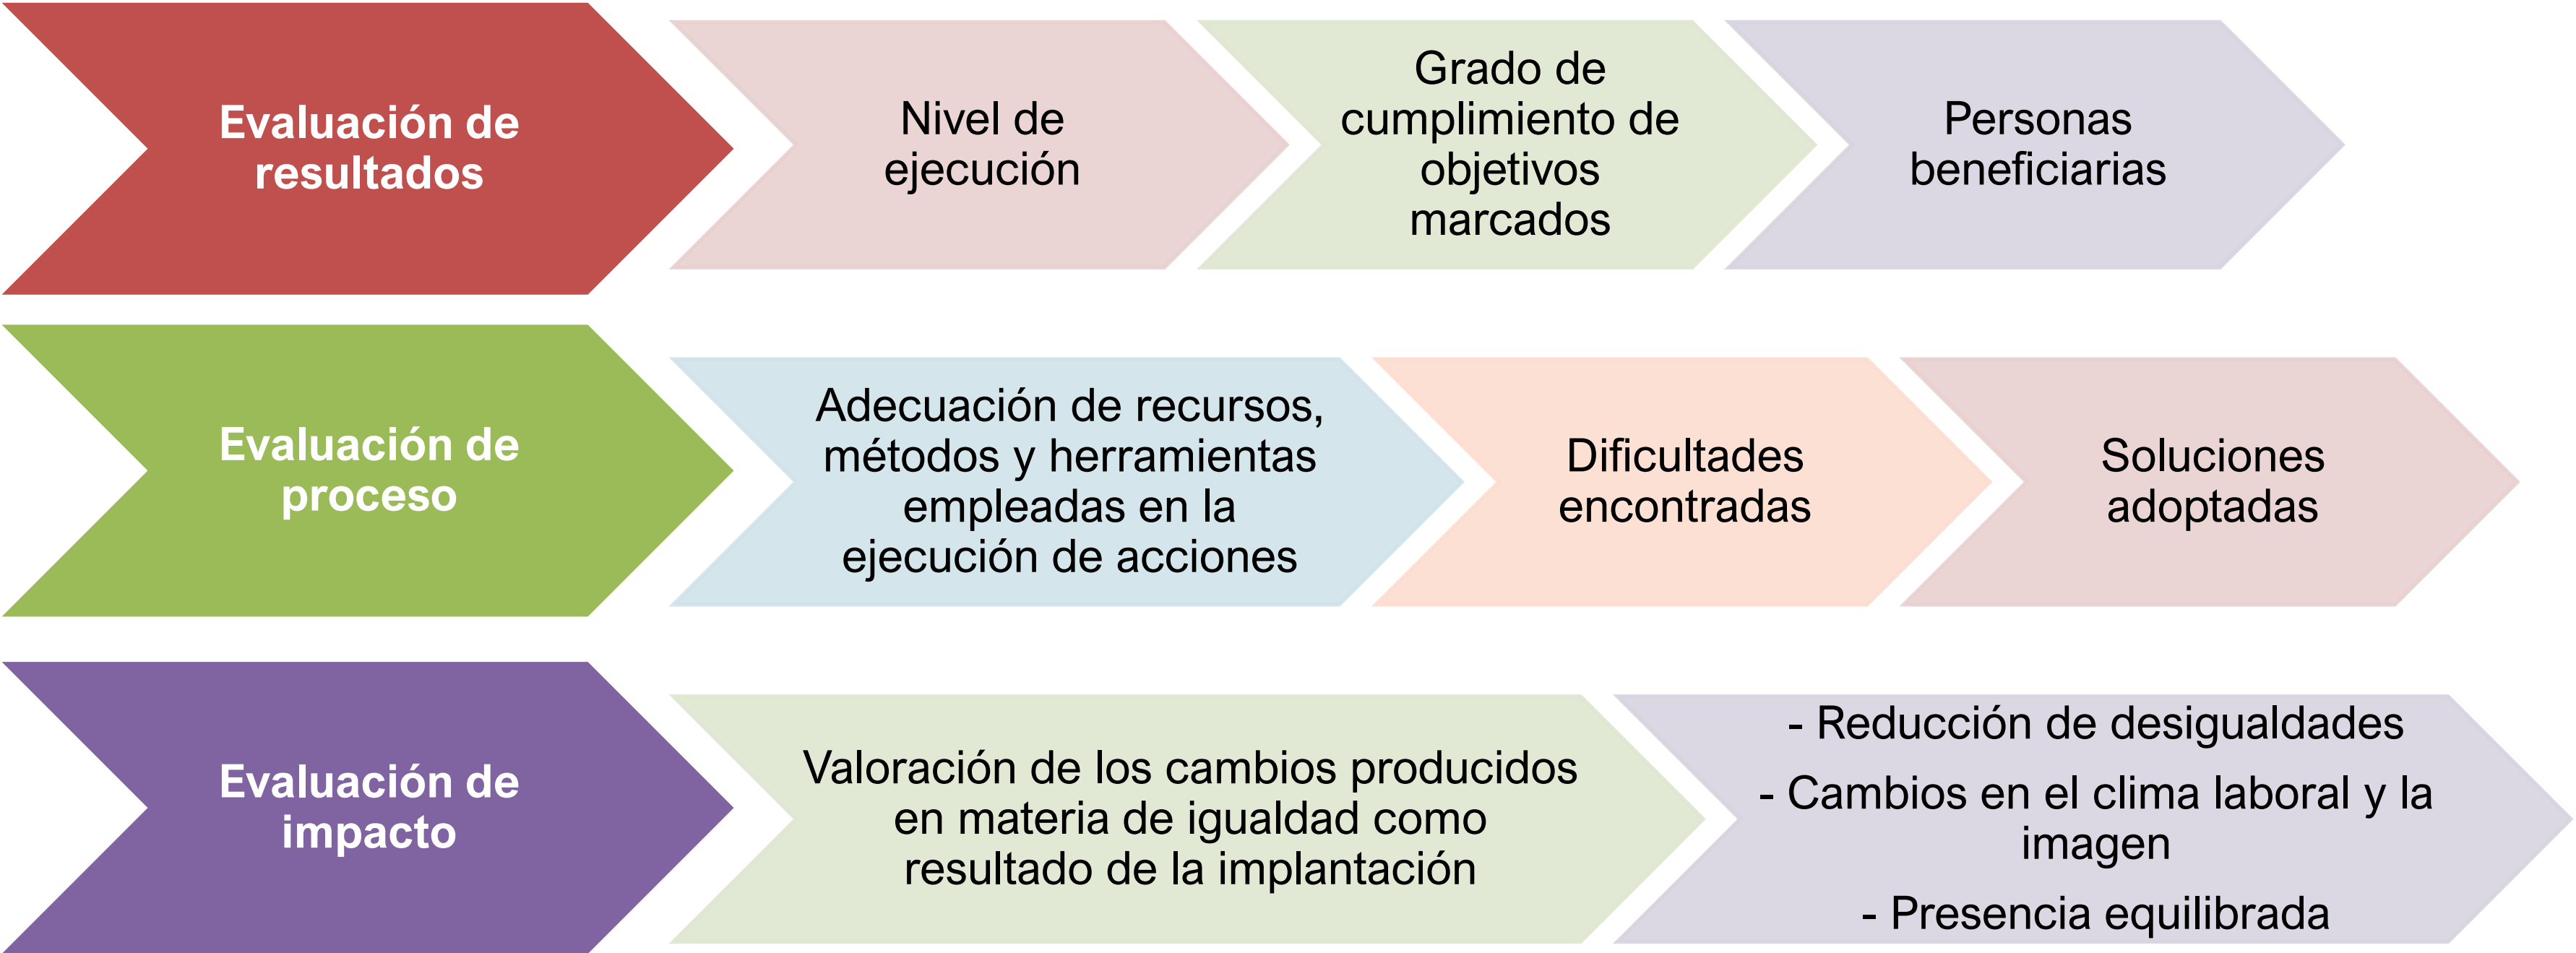 Evaluación de
resultados
Nivel de
ejecución
Grado de
cumplimiento de
objetivos
marcados
Personas
beneficiarias
Evaluación de
proceso
Adecuación de recursos,
métodos y herramientas
empleadas en la
ejecución de acciones
Dificultades
encontradas
Soluciones
adoptadas
Evaluación de
impacto
Valoración de los cambios producidos
en materia de igualdad como
resultado de la implantación
- Reducción de desigualdades
- Cambios en el clima laboral y la
imagen
- Presencia equilibrada